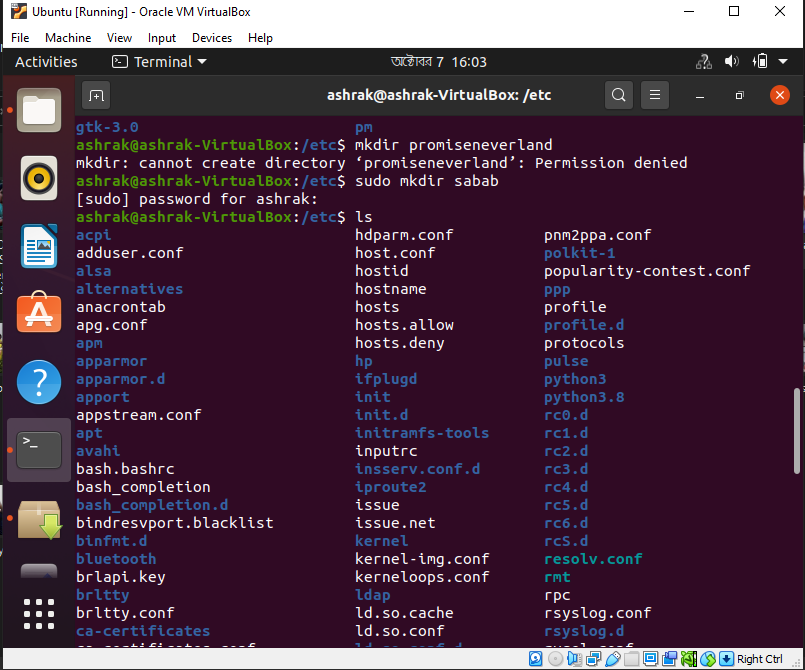 Ubuntu [Running] - Oracle VM VirtualBox
File Machine View Input Devices Help
Activities Terminal অক্টোবর 7 16:03
ashrak@ashrak-VirtualBox: /etc
gtk-3.0 pm
ashrak@ashrak-VirtualBox:/etc$ mkdir promiseneverland
mkdir: cannot create directory ‘promiseneverland’: Permission denied
ashrak@ashrak-VirtualBox:/etc$ sudo mkdir sabab
[sudo] password for ashrak:
ashrak@ashrak-VirtualBox:/etc$ ls
acpi hdparm.conf pnm2ppa.conf
adduser.conf host.conf polkit-1
alsa hostid popularity-contest.conf
alternatives hostname ppp
anacrontab hosts profile
apg.conf hosts.allow profile.d
apm hosts.deny protocols
apparmor hp pulse
apparmor.d ifplugd python3
apport init python3.8
appstream.conf init.d rc0.d
apt initramfs-tools rc1.d
avahi inputrc rc2.d
bash.bashrc insserv.conf.d rc3.d
bash_completion iproute2 rc4.d
bash_completion.d issue rc5.d
bindresvport.blacklist issue.net rc6.d
binfmt.d kernel rcS.d
bluetooth kernel-img.conf resolv.conf
brlapi.key kerneloops.conf rmt
brltty ldap rpc
brltty.conf ld.so.cache rsyslog.conf
ca-certificates ld.so.conf rsyslog.d
Right Ctrl